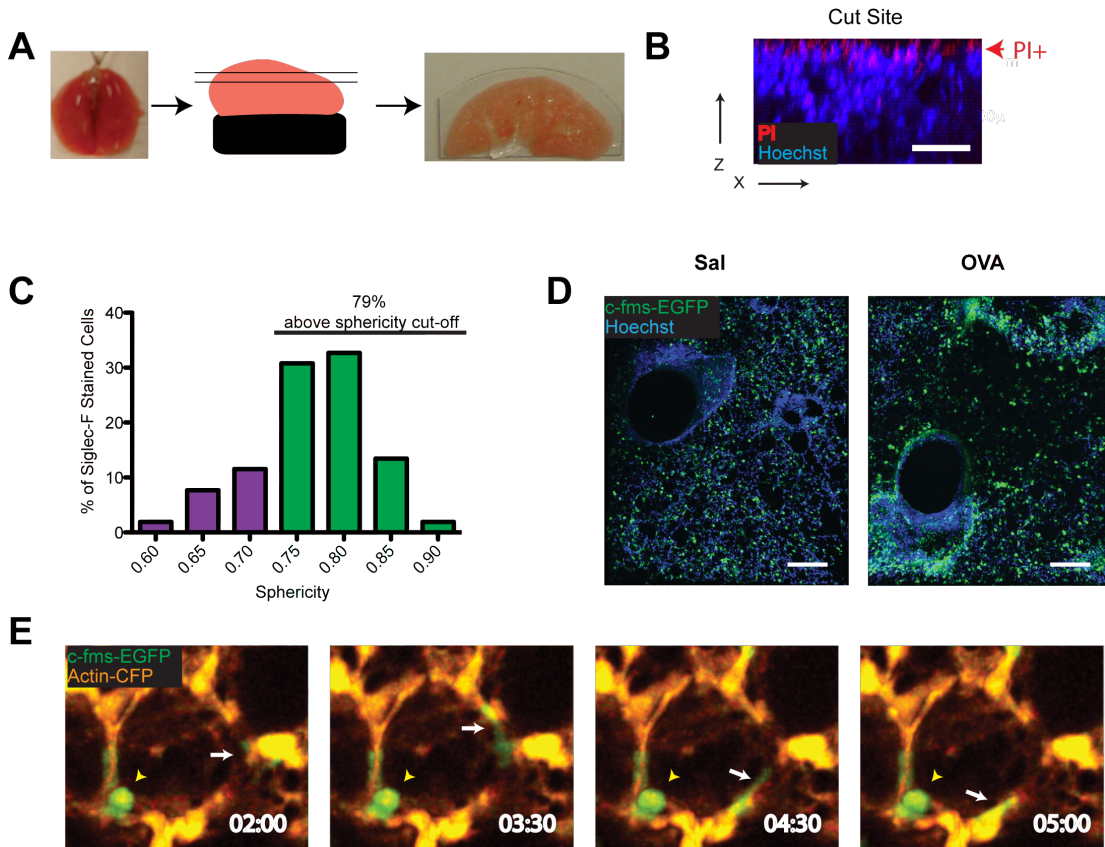 A
B
Cut Site
PI+
PI
Hoechst
Z
X
C
79%
above sphericity cut-off
% of Siglec-F Stained Cells
40
30
20
10
0
0.60
0.65
0.70
0.75
0.80
0.85
0.90
Sphericity
D
Sal
OVA
c-fms-EGFP
Hoechst
E
c-fms-EGFP
Actin-CFP
02:00
03:30
04:30
05:00